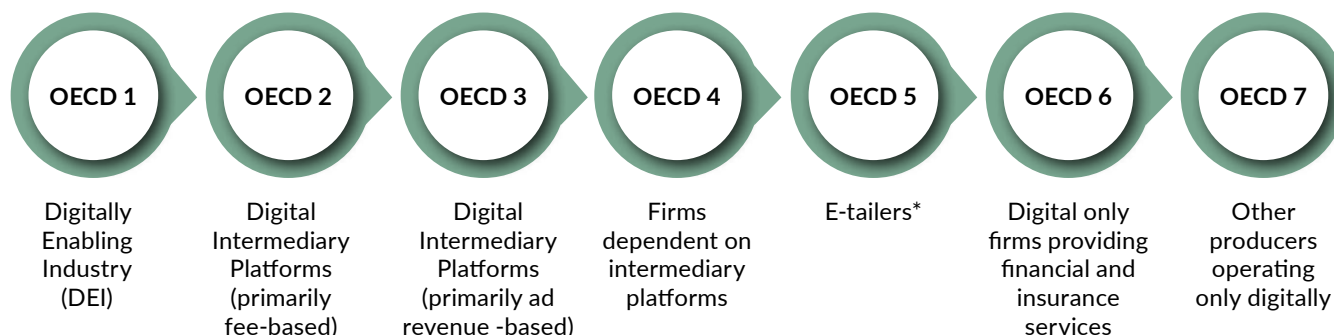 OECD 1
OECD 2
OECD 3
OECD 4
OECD 5
OECD 6
OECD 7
Digitally
Enabling
Industry
(DEI)
Digital
Intermediary
Platforms
(primarily
fee-based)
Digital
Intermediary
Platforms
(primarily ad
revenue -based)
Firms
dependent on
intermediary
platforms
E-tailers*
Digital only
firms providing
financial and
insurance
services
Other
producers
operating
only digitally